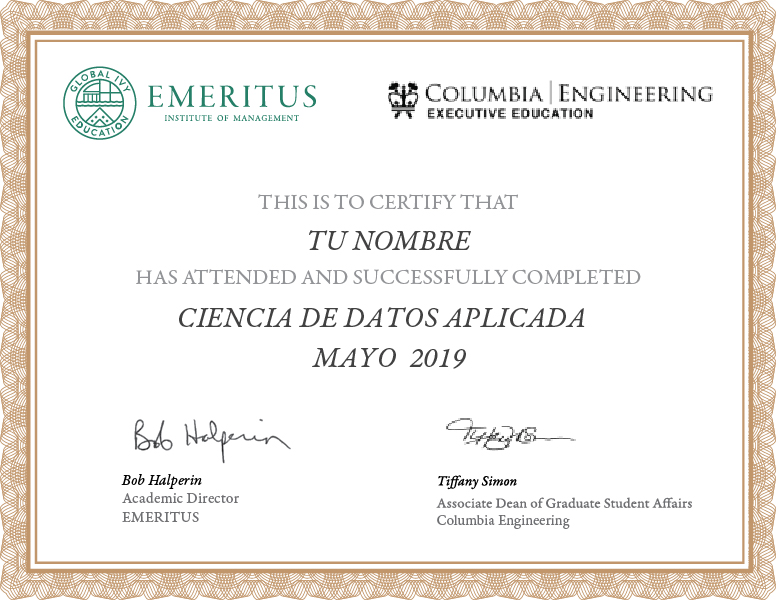 GLOBAL IVY EDUCATION
EMERITUS
INSTITUTE OF MANAGEMENT
COLUMBIA | ENGINEERING
EXECUTIVE EDUCATION
THIS IS TO CERTIFY THAT
TU NOMBRE
HAS ATTENDED AND SUCCESSFULLY COMPLETED
CIENCIA DE DATOS APLICADA
MAYO 2019
Bob Halperin
Bob Halperin
Academic Director
EMERITUS
Tiffany Simon
Associate Dean of Graduate Student Affairs
Columbia Engineering